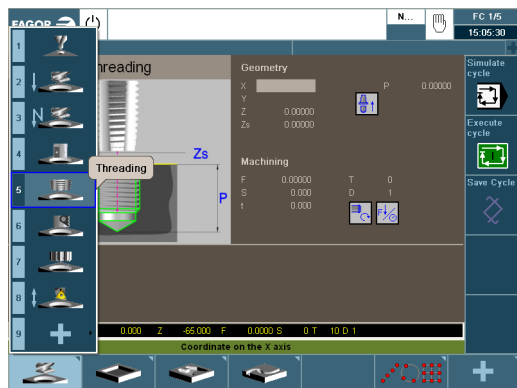 FAGOR
N...
FC 1/5
15:05:30
1
2
3
4
5
6
7
8
9
Threading
hreading
Zs
P
Geometry
X P 0.00000
Y
Z 0.00000
Zs 0.00000
Machining
F 0.00000 T 0
S 0.000 D 1
t 0.000
F
Simulate
cycle
Execute
cycle
Save Cycle
0.000 Z -65.000 F 0.0000 S 0 T 10 D 1
Coordinate on the X axis